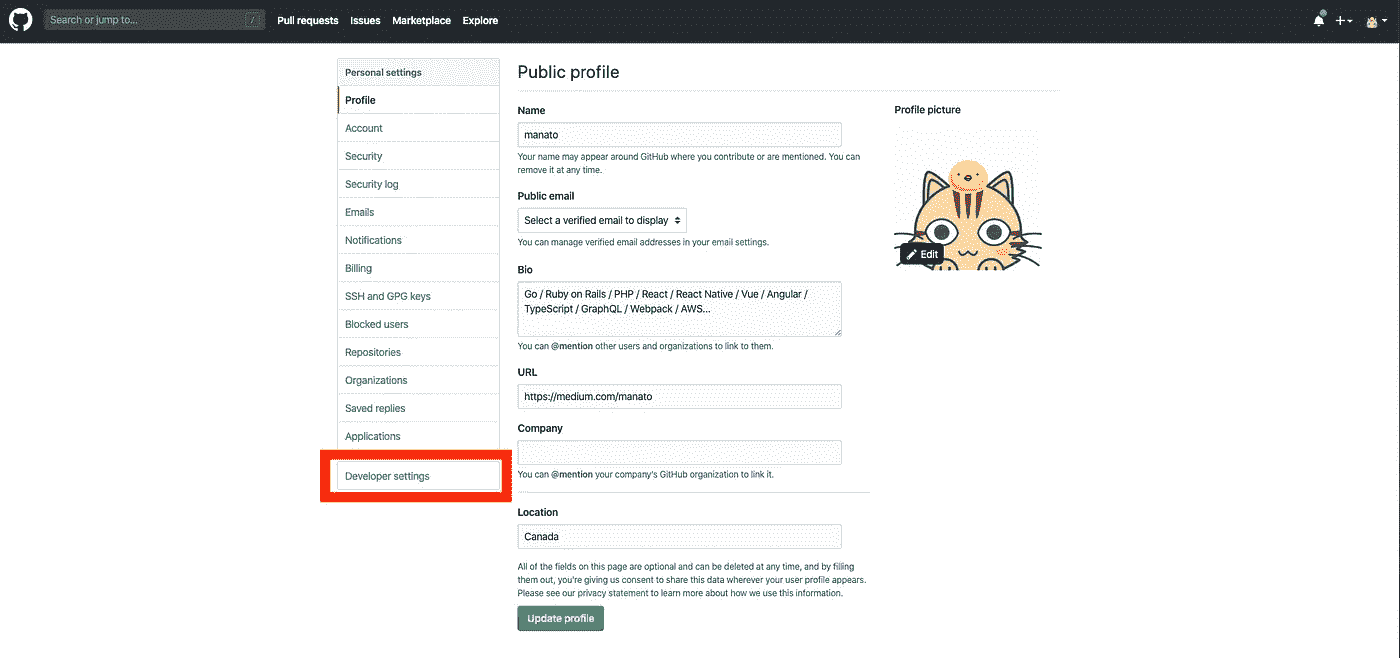 Search or jump to... /
Pull requests Issues Marketplace Explore
Personal settings
Profile
Account
Security
Security log
Emails
Notifications
Billing
SSH and GPG keys
Blocked users
Repositories
Organizations
Saved replies
Applications
Developer settings
Public profile
Name
manato
Your name may appear around GitHub where you contribute or are mentioned. You can
remove it at any time.
Public email
Select a verified email to display
You can manage verified email addresses in your email settings.
Bio
Go / Ruby on Rails / PHP / React / React Native / Vue / Angular /
TypeScript / GraphQL / Webpack / AWS...
You can @mention other users and organizations to link to them.
URL
https://medium.com/manato
Company
You can @mention your company's GitHub organization to link it.
Location
Canada
All of the fields on this page are optional and can be deleted at any time, and by filling
them out, you're giving us consent to share this data wherever your user profile appears.
Please see our privacy statement to learn more about how we use this information.
Update profile
Profile picture
Edit